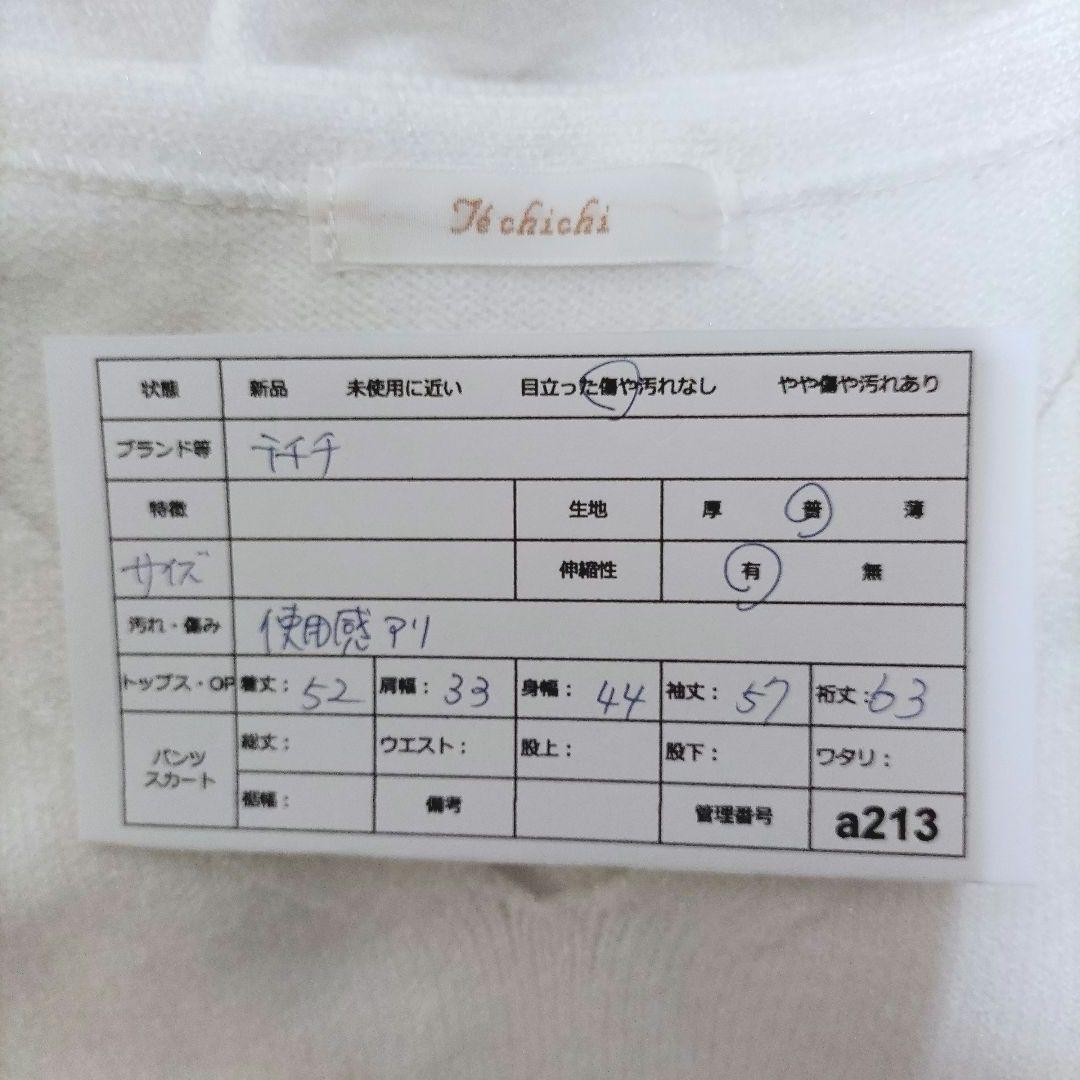 Té chichi
状態 新品 未使用に近い 目立った傷や汚れなし やや傷や汚れあり
ブランド等 テチチ
特徴 生地 厚 普 薄
サイズ 伸縮性 有 無
汚れ・傷み 使用感アリ
トップス・OP 着丈：52 肩幅：33 身幅：44 袖丈：57 裄丈：63
パンツ スカート 総丈： ウエスト： 股上： 股下： ワタリ：
裾幅： 備考 管理番号 a213